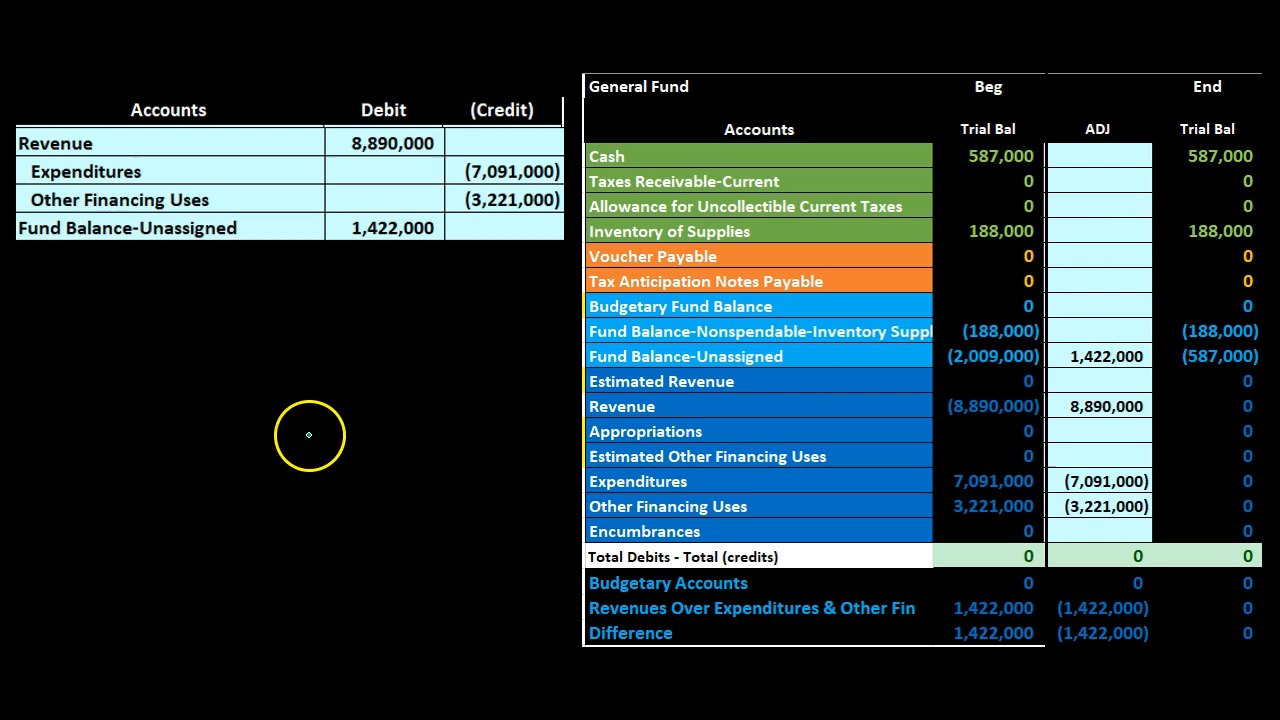 Accounts Debit (Credit)
Revenue 8,890,000
Expenditures (7,091,000)
Other Financing Uses (3,221,000)
Fund Balance-Unassigned 1,422,000
General Fund Beg End
Accounts Trial Bal ADJ Trial Bal
Cash 587,000 587,000
Taxes Receivable-Current 0 0
Allowance for Uncollectible Current Taxes 0 0
Inventory of Supplies 188,000 188,000
Voucher Payable 0 0
Tax Anticipation Notes Payable 0 0
Budgetary Fund Balance 0 0
Fund Balance-Nonspendable-Inventory Suppl (188,000) (188,000)
Fund Balance-Unassigned (2,009,000) 1,422,000 (587,000)
Estimated Revenue 0 0
Revenue (8,890,000) 8,890,000 0
Appropriations 0 0
Estimated Other Financing Uses 0 0
Expenditures 7,091,000 (7,091,000) 0
Other Financing Uses 3,221,000 (3,221,000) 0
Encumbrances 0 0
Total Debits - Total (credits) 0 0 0
Budgetary Accounts 0 0 0
Revenues Over Expenditures & Other Fin 1,422,000 (1,422,000) 0
Difference 1,422,000 (1,422,000) 0